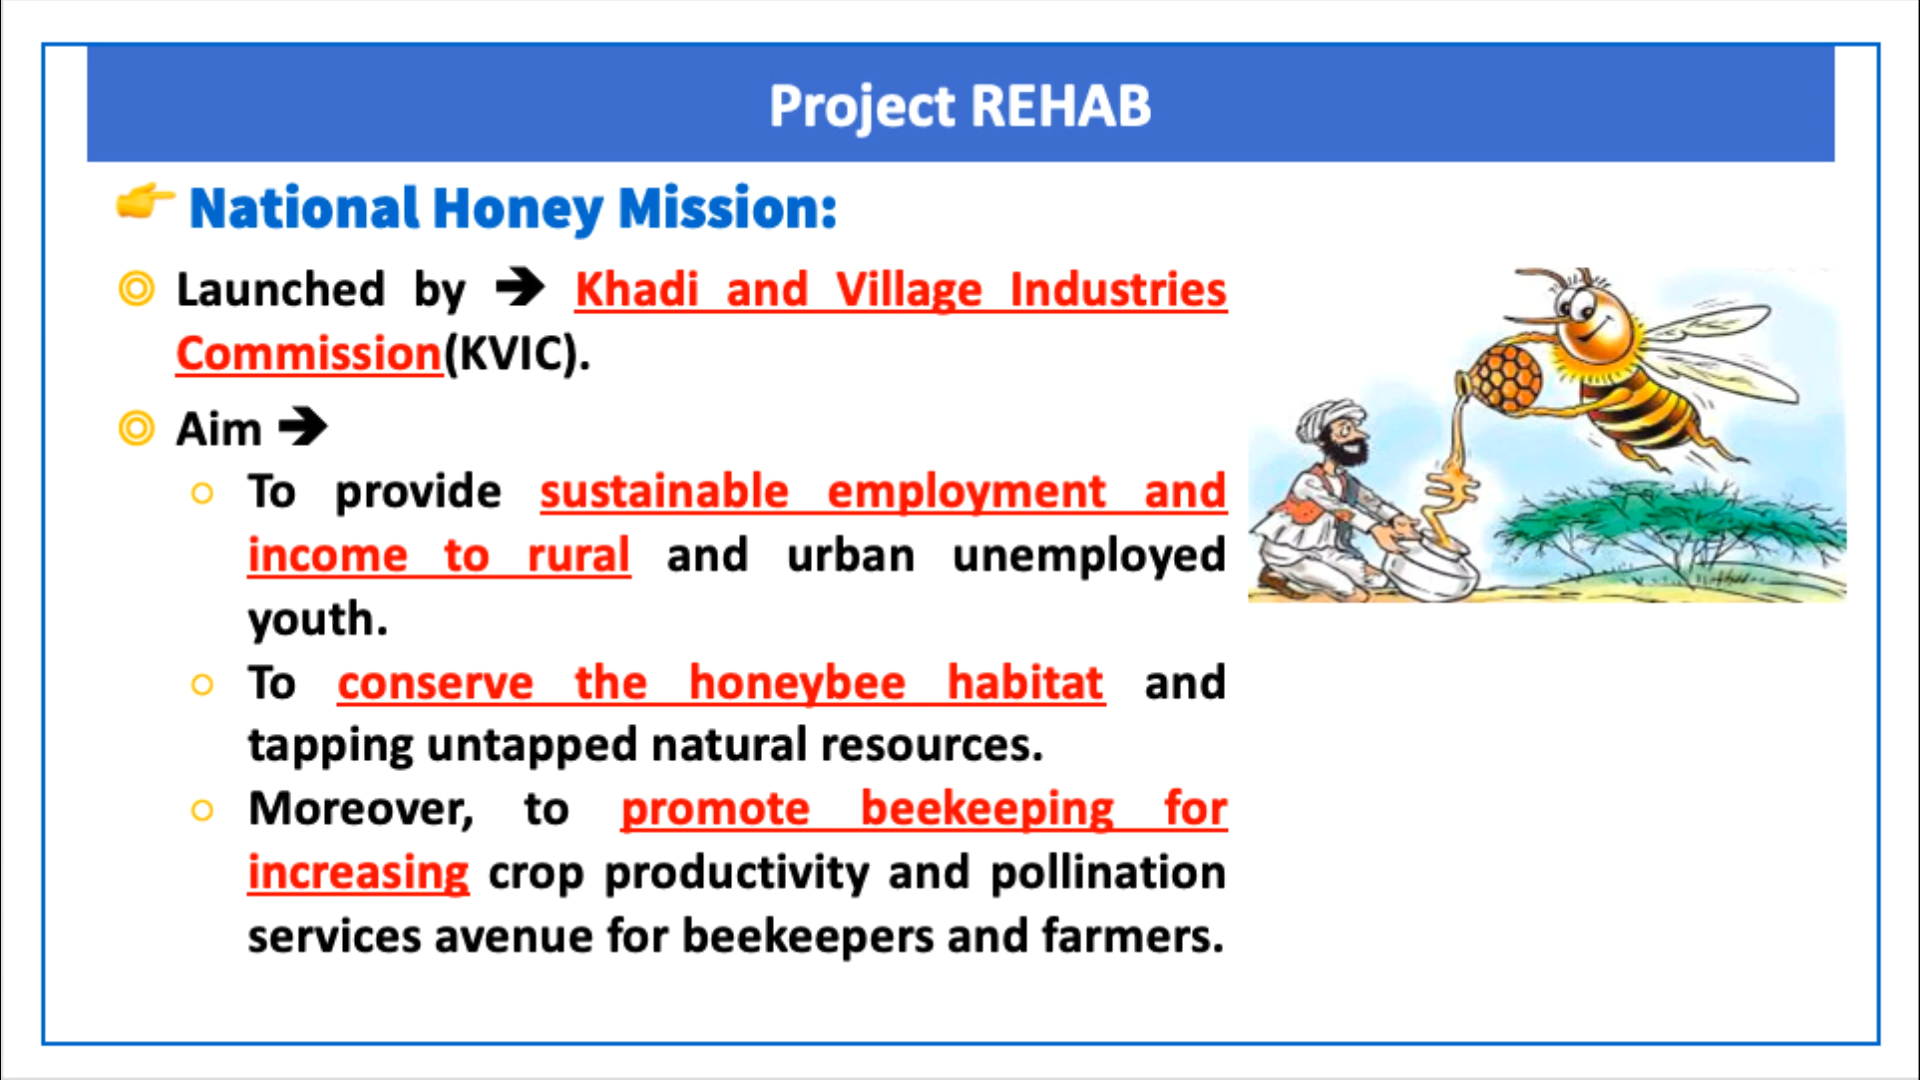 Project REHAB
👉 National Honey Mission:
Launched by ➔ Khadi and Village Industries
Commission(KVIC).
Aim ➔
To provide sustainable employment and
income to rural and urban unemployed
youth.
To conserve the honeybee habitat and
tapping untapped natural resources.
Moreover, to promote beekeeping for
increasing crop productivity and pollination
services avenue for beekeepers and farmers.